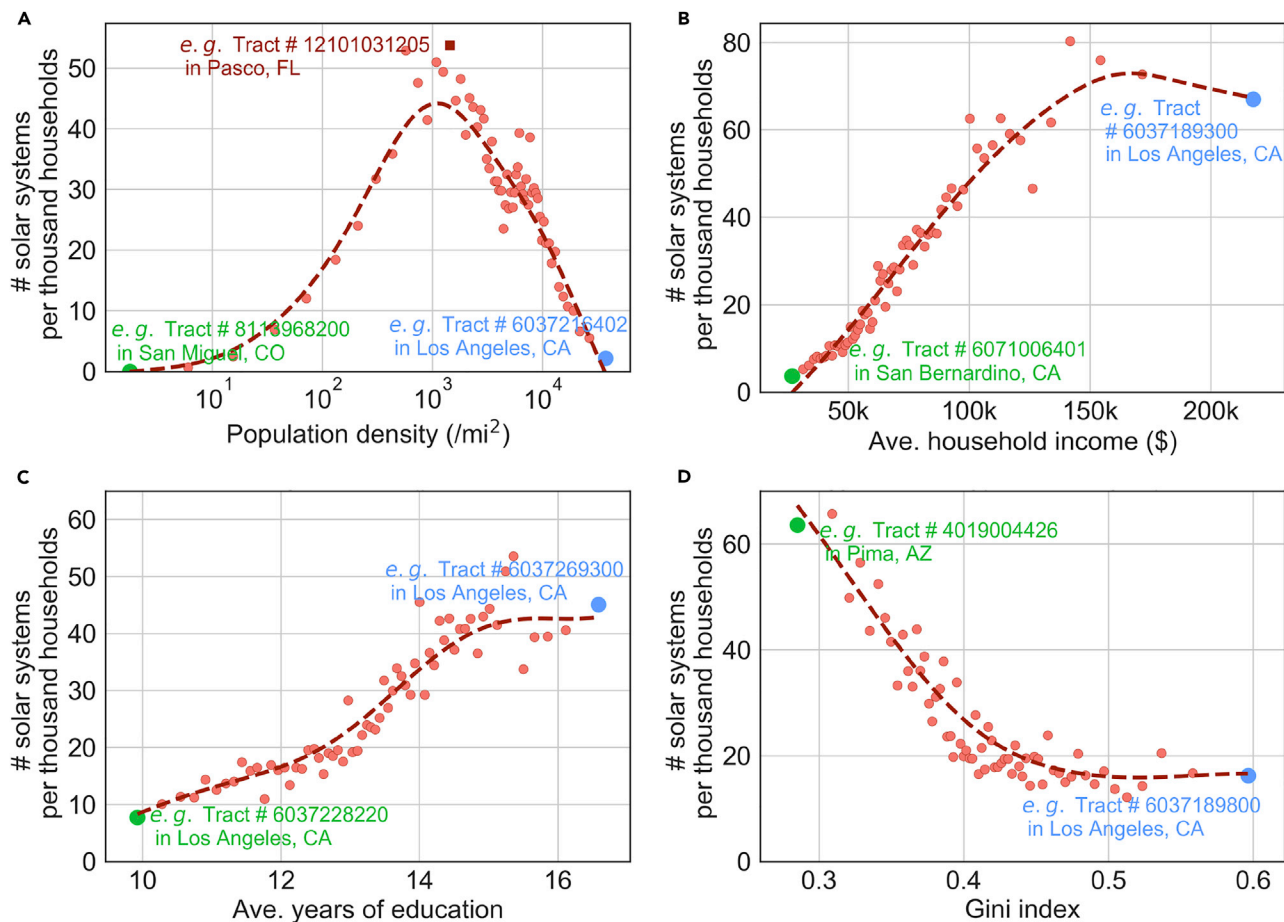 A
# solar systems
per thousand households
50
40
30
20
10
0
e.g. Tract # 12101031205
in Pasco, FL
e.g. Tract # 8113968200
in San Miguel, CO
e.g. Tract # 6037216402
in Los Angeles, CA
10¹
10²
10³
10⁴
Population density (/mi²)
B
# solar systems
per thousand households
80
60
40
20
0
e.g. Tract
# 6037189300
in Los Angeles, CA
e.g. Tract # 6071006401
in San Bernardino, CA
50k
100k
150k
200k
Ave. household income ($)
C
# solar systems
per thousand households
60
50
40
30
20
10
0
e.g. Tract # 6037269300
in Los Angeles, CA
e.g. Tract # 6037228220
in Los Angeles, CA
10
12
14
16
Ave. years of education
D
# solar systems
per thousand households
60
40
20
0
e.g. Tract # 4019004426
in Pima, AZ
e.g. Tract # 6037189800
in Los Angeles, CA
0.3
0.4
0.5
0.6
Gini index